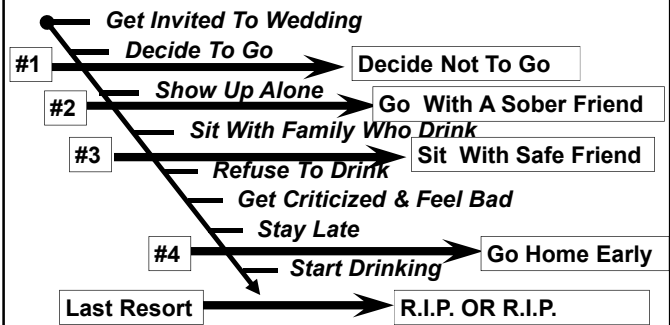 Get Invited To Wedding
Decide To Go
#1
Decide Not To Go
Show Up Alone
#2
Go With A Sober Friend
Sit With Family Who Drink
#3
Sit With Safe Friend
Refuse To Drink
Get Criticized & Feel Bad
Stay Late
#4
Go Home Early
Start Drinking
Last Resort
R.I.P. OR R.I.P.